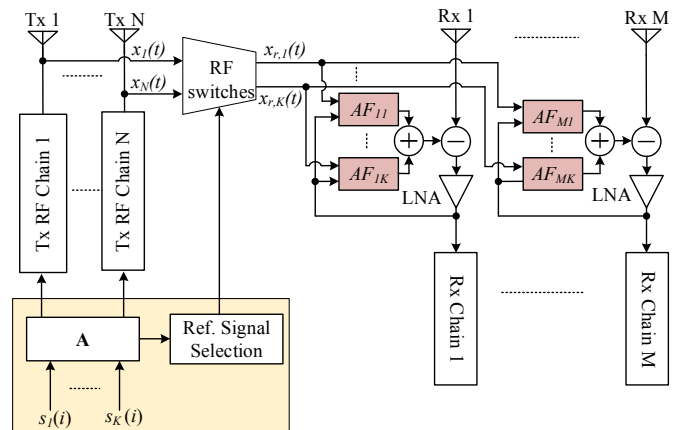 Tx 1
Tx N
Rx 1
Rx M
x1(t)
xN(t)
RF
switches
xr,1(t)
xr,K(t)
AF11
AF1K
AFM1
AFMK
+
−
+
−
LNA
LNA
Tx RF Chain 1
Tx RF Chain N
Rx Chain 1
Rx Chain M
A
Ref. Signal
Selection
s1(i)
sK(i)